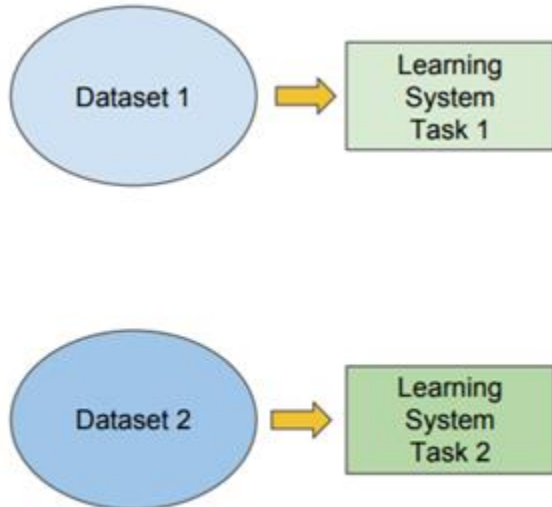 Dataset 1
Learning
System
Task 1
Dataset 2
Learning
System
Task 2